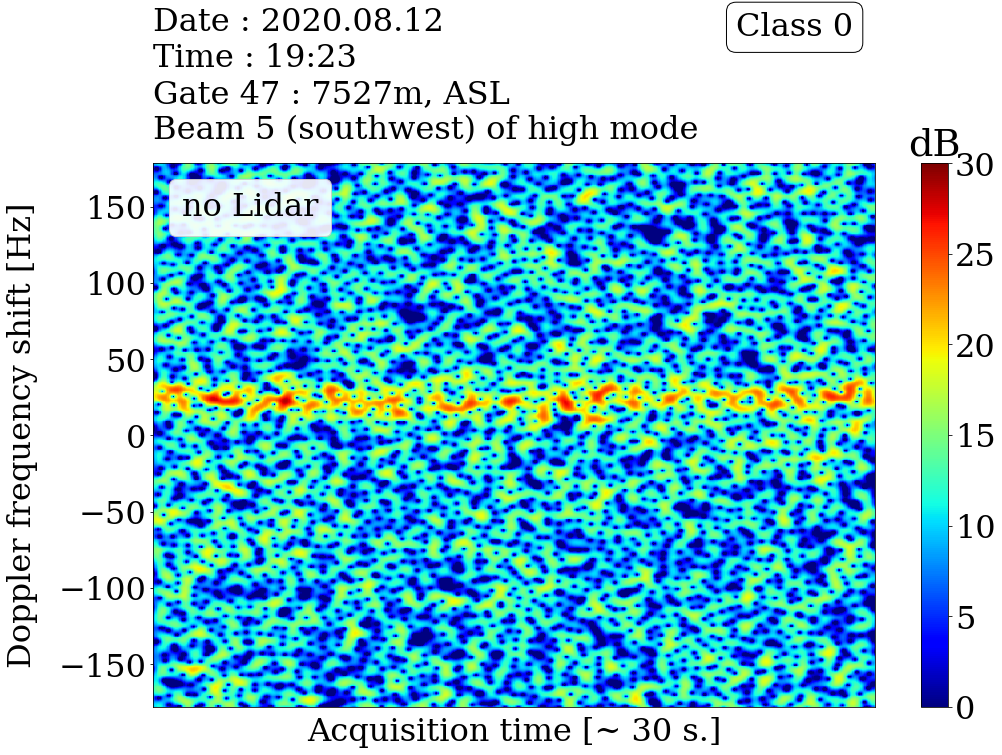 Date : 2020.08.12
Time : 19:23
Gate 47 : 7527m, ASL
Beam 5 (southwest) of high mode
Class 0
no Lidar
Doppler frequency shift [Hz]
150
100
50
0
−50
−100
−150
Acquisition time [~ 30 s.]
dB
30
25
20
15
10
5
0